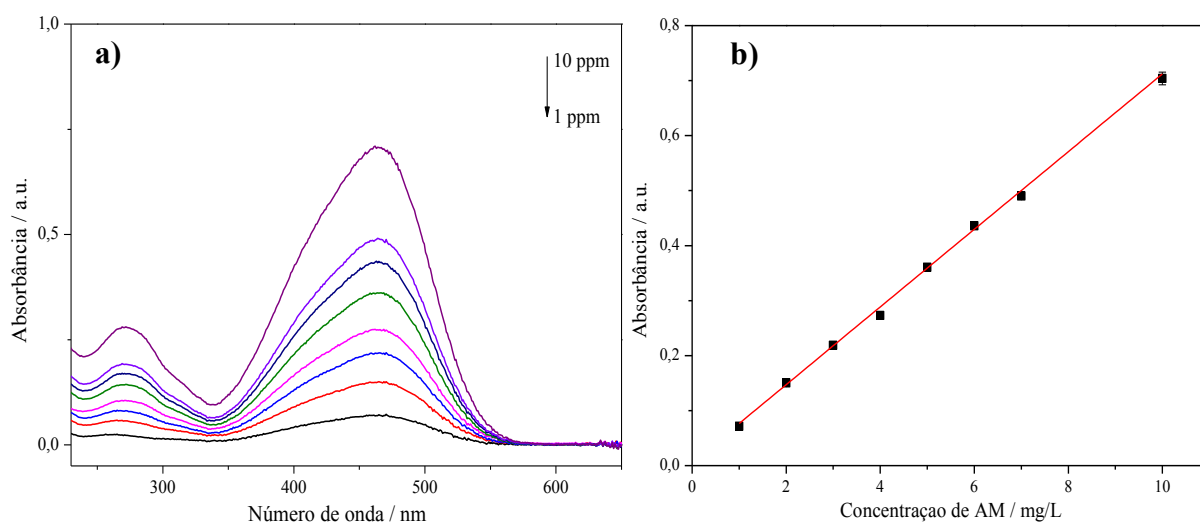 a)
10 ppm
1 ppm
1,0
0,5
0,0
Absorbância / a.u.
300
400
500
600
Número de onda / nm
b)
0,8
0,6
0,4
0,2
0,0
Absorbância / a.u.
0
2
4
6
8
10
Concentraçao de AM / mg/L